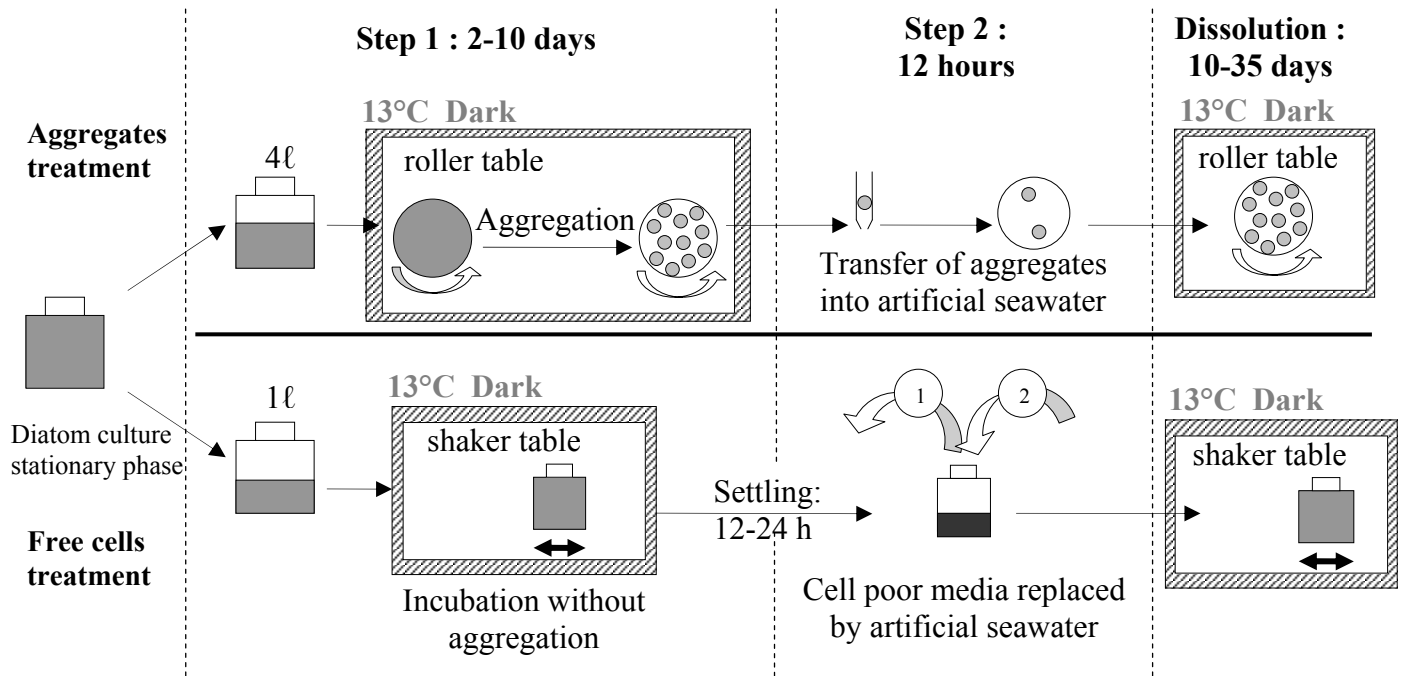 Step 1 : 2-10 days
Step 2 :
12 hours
Dissolution :
10-35 days
Aggregates
treatment
4ℓ
13°C Dark
roller table
Aggregation
Transfer of aggregates
into artificial seawater
13°C Dark
roller table
Diatom culture
stationary phase
Free cells
treatment
1ℓ
13°C Dark
shaker table
Incubation without
aggregation
Settling:
12-24 h
1
2
Cell poor media replaced
by artificial seawater
13°C Dark
shaker table